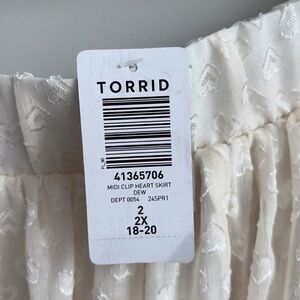 TORRID
41365706
MIDI CLIP HEART SKIRT
DEW
DEPT 0054 24SPR1
2
2X
18-20